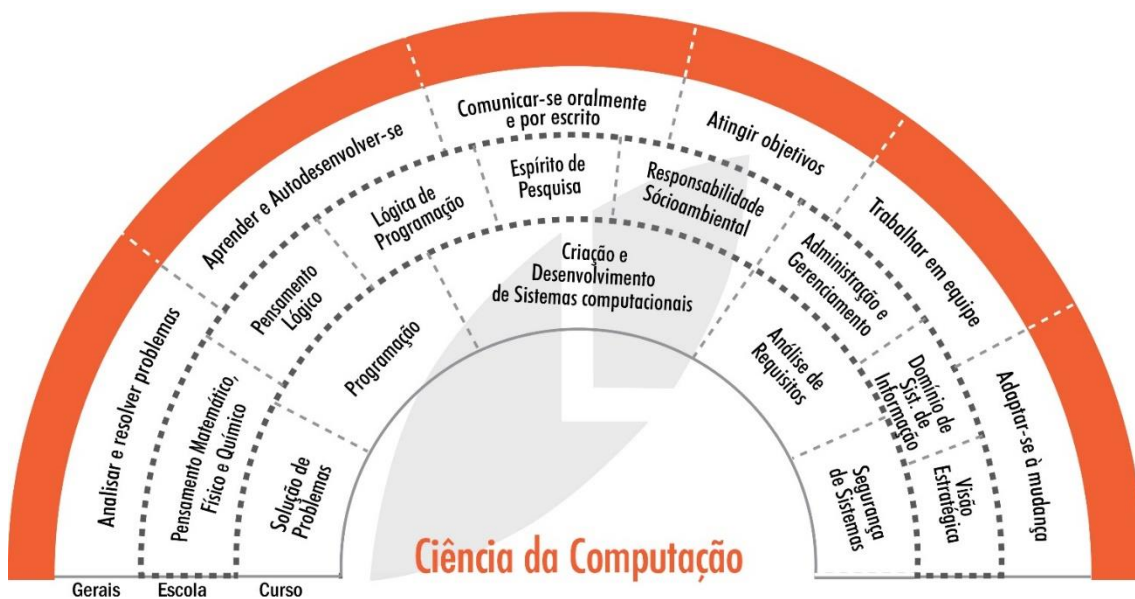 Analisar e resolver problemas
Aprender e Autodesenvolver-se
Comunicar-se oralmente
e por escrito
Atingir objetivos
Trabalhar em equipe
Adaptar-se à mudança
Pensamento Matemático,
Físico e Químico
Pensamento
Lógico
Lógica de
Programação
Espírito de
Pesquisa
Responsabilidade
Sócioambiental
Administração e
Gerenciamento
Domínio de
Sist. de
Informação
Visão
Estratégica
Solução de
Problemas
Programação
Criação e
Desenvolvimento
de Sistemas computacionais
Análise de
Requisitos
Segurança
de Sistemas
Ciência da Computação
Gerais Escola Curso